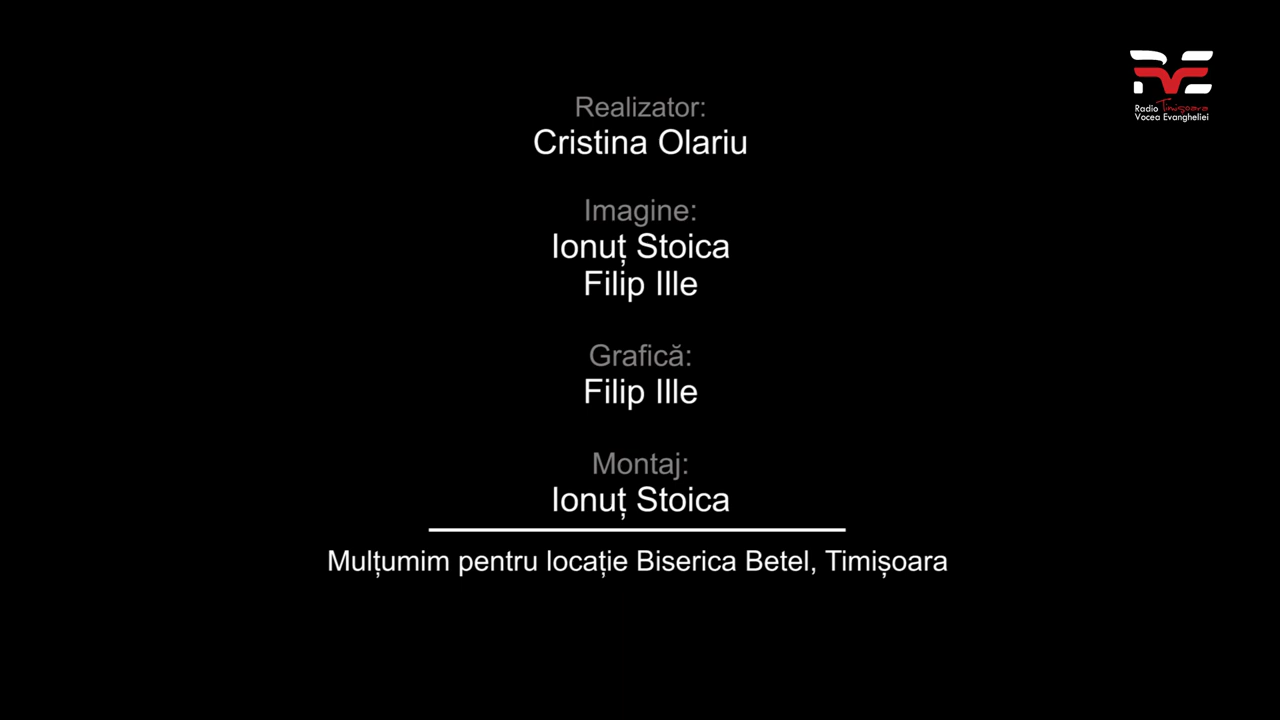 Realizator:
Cristina Olariu
Imagine:
Ionuț Stoica
Filip Ille
Grafică:
Filip Ille
Montaj:
Ionuț Stoica
Mulțumim pentru locație Biserica Betel, Timișoara
RVE
Radio Timișoara
Vocea Evangheliei